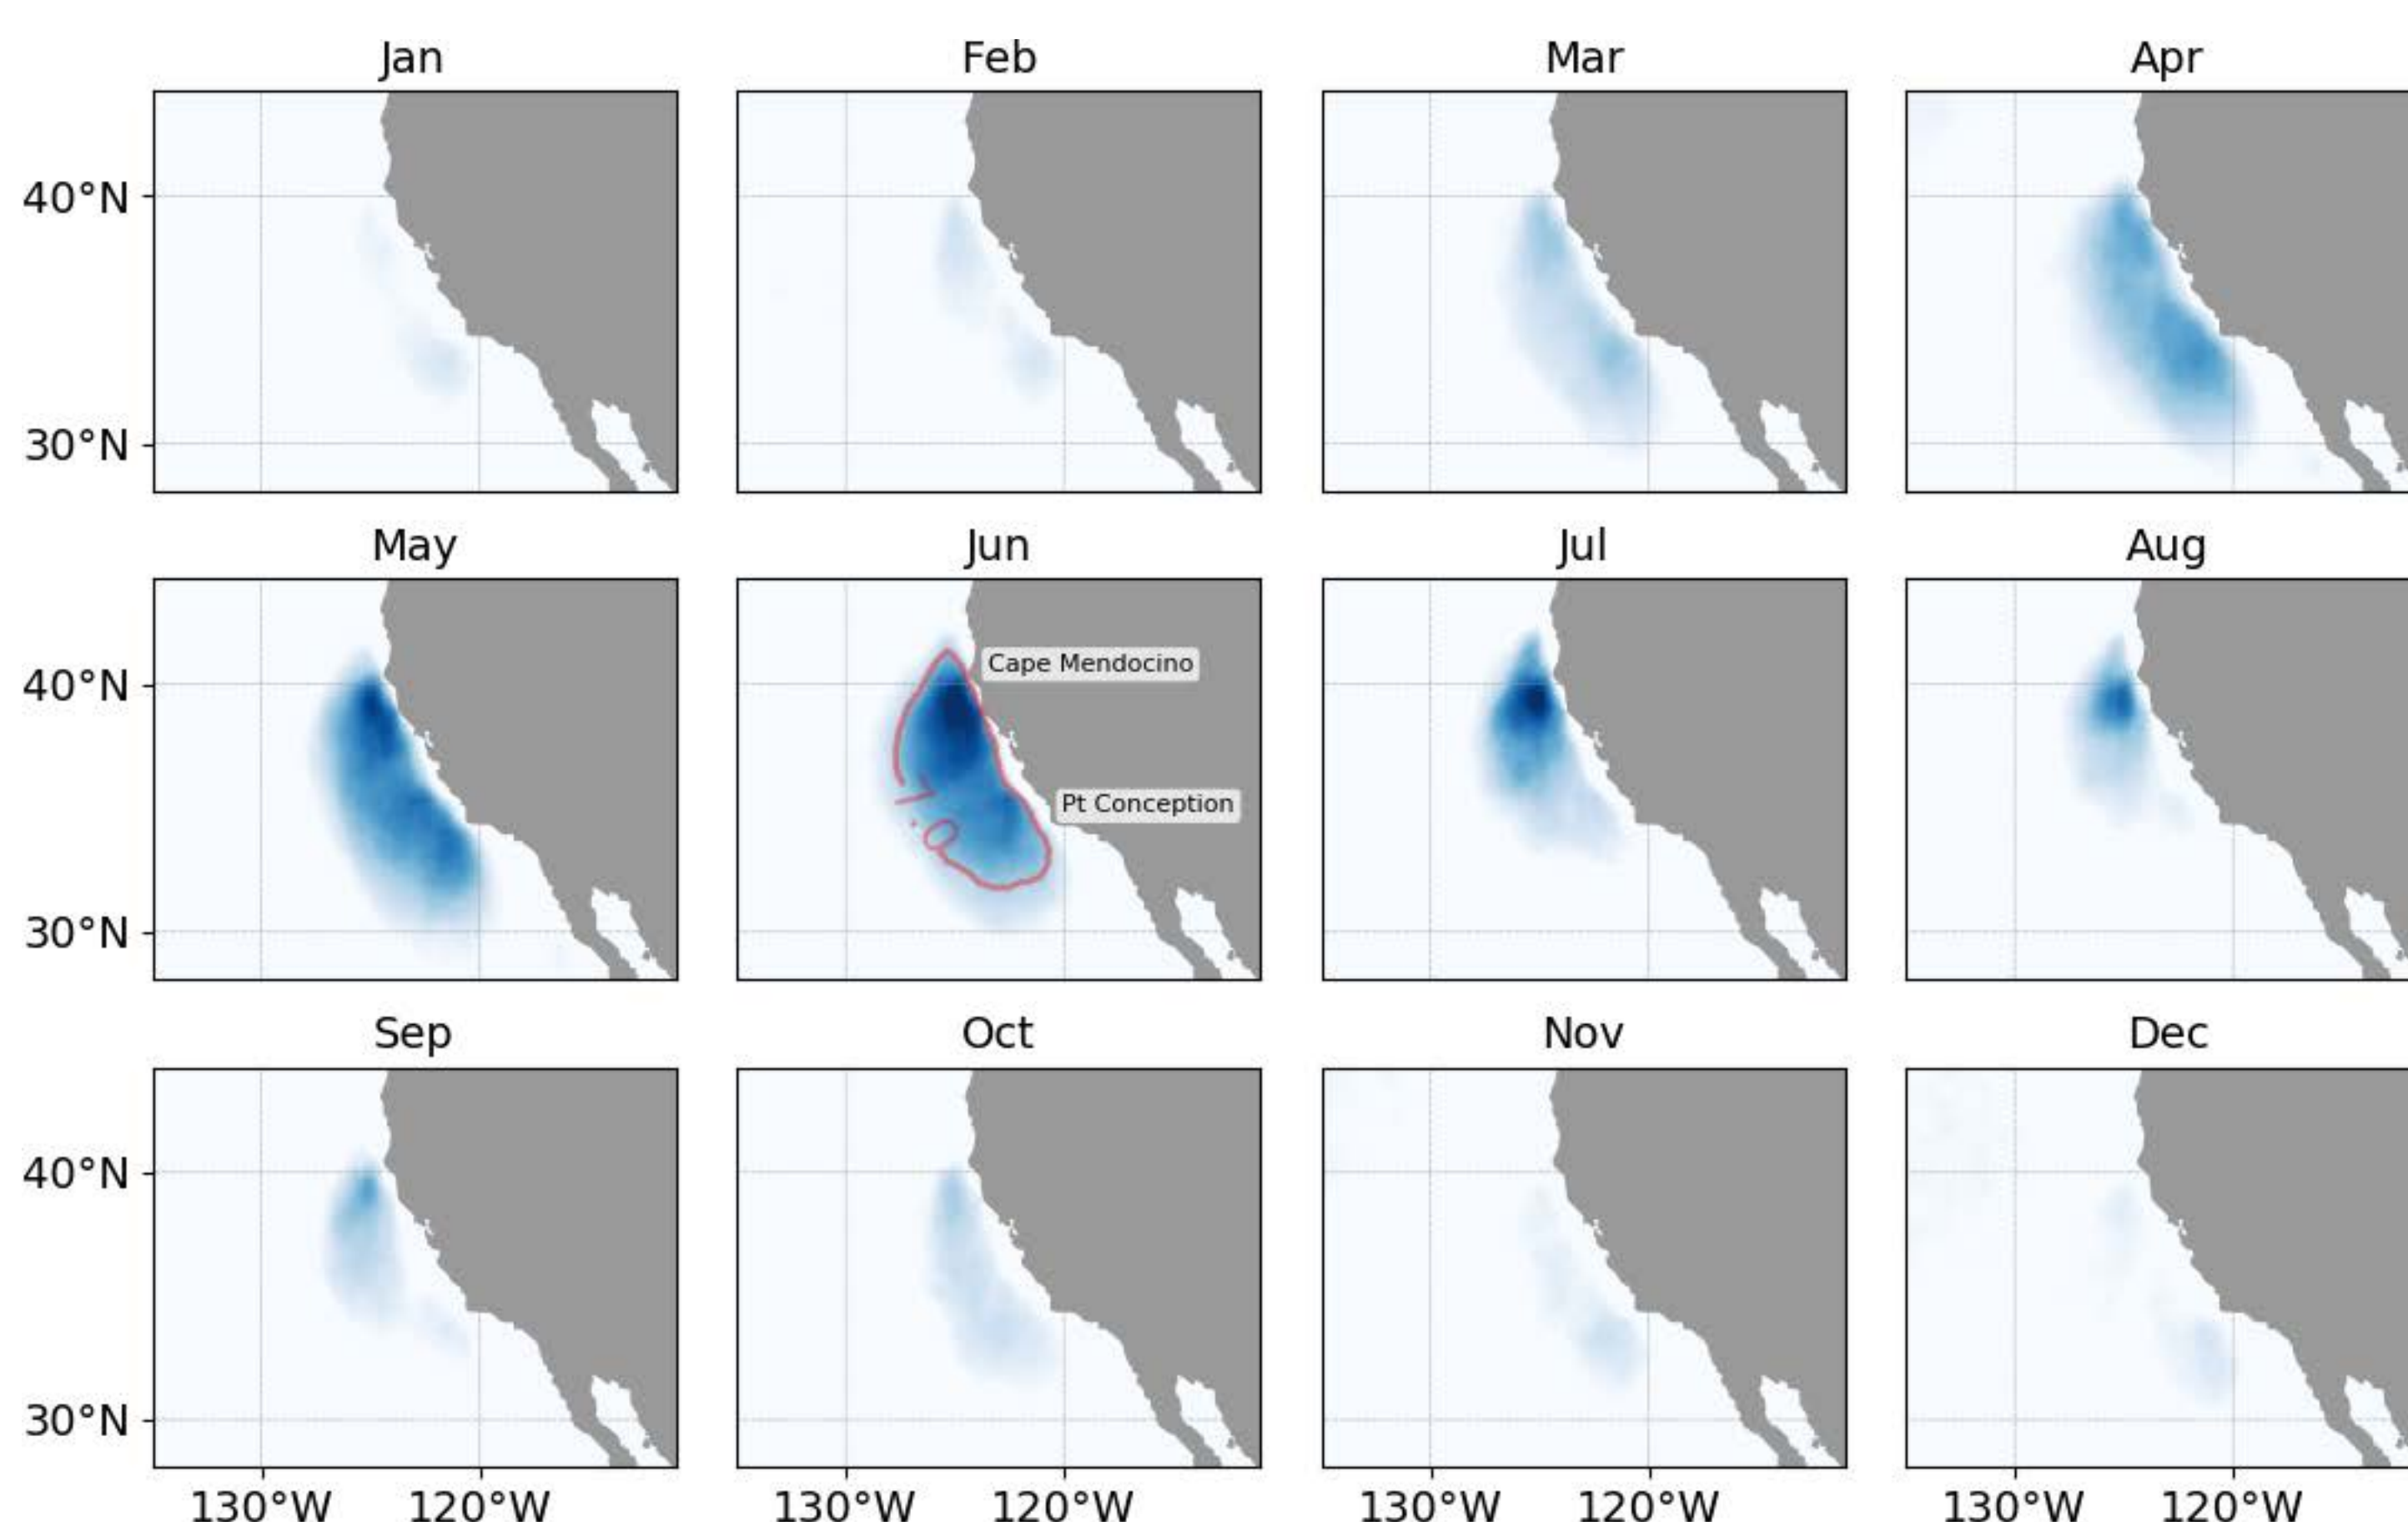 Jan Feb Mar Apr
40°N
30°N
May Jun Jul Aug
Cape Mendocino
40°N
Pt Conception
1.0
30°N
Sep Oct Nov Dec
40°N
30°N
130°W 120°W 130°W 120°W 130°W 120°W 130°W 120°W